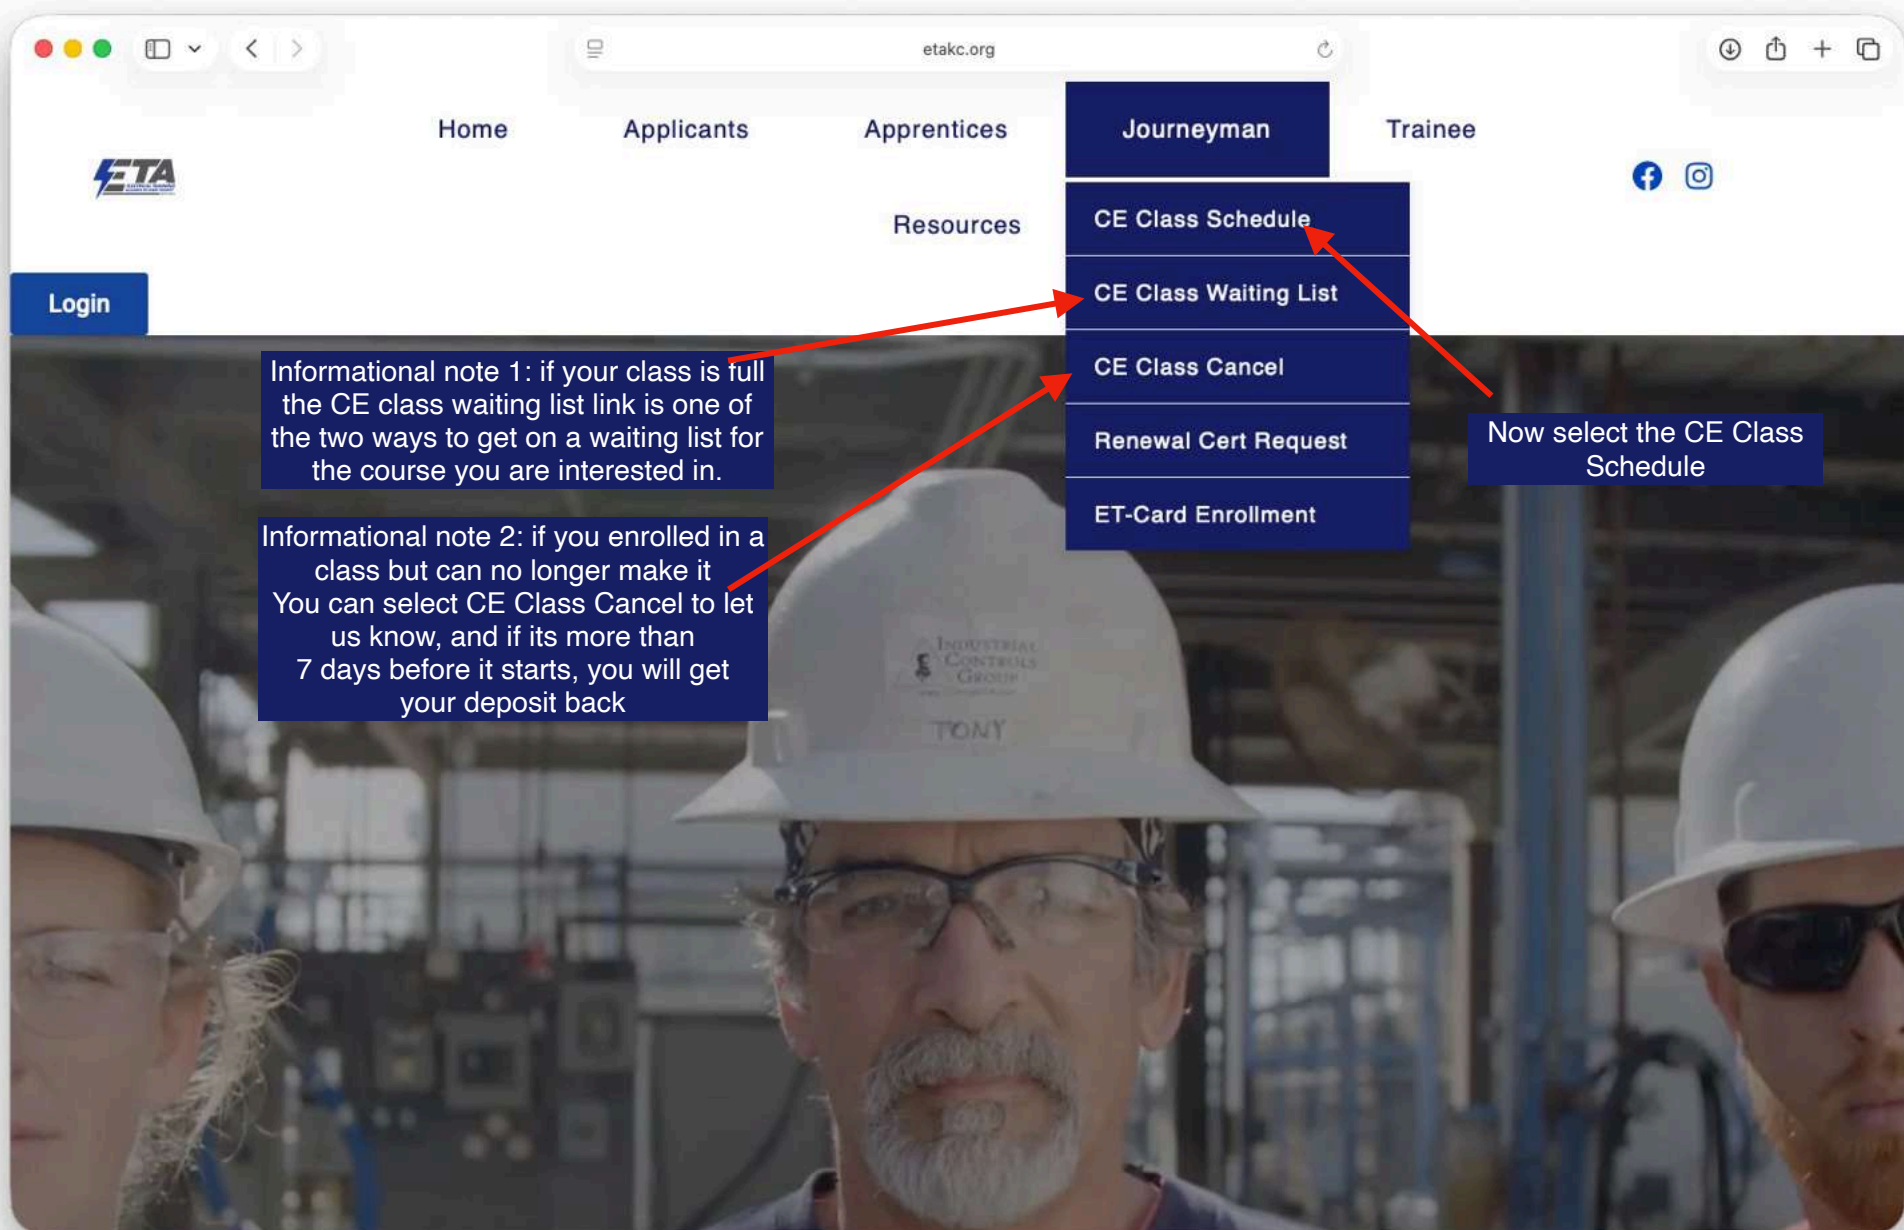 etakc.org
Home
Applicants
Apprentices
Journeyman
Trainee
ETA
Resources
CE Class Schedule
CE Class Waiting List
CE Class Cancel
Renewal Cert Request
ET-Card Enrollment
Login
Informational note 1: if your class is full
the CE class waiting list link is one of
the two ways to get on a waiting list for
the course you are interested in.
Now select the CE Class
Schedule
Informational note 2: if you enrolled in a
class but can no longer make it
You can select CE Class Cancel to let
us know, and if its more than
7 days before it starts, you will get
your deposit back
INDUSTRIAL
CONTROLS
GROUP
TONY